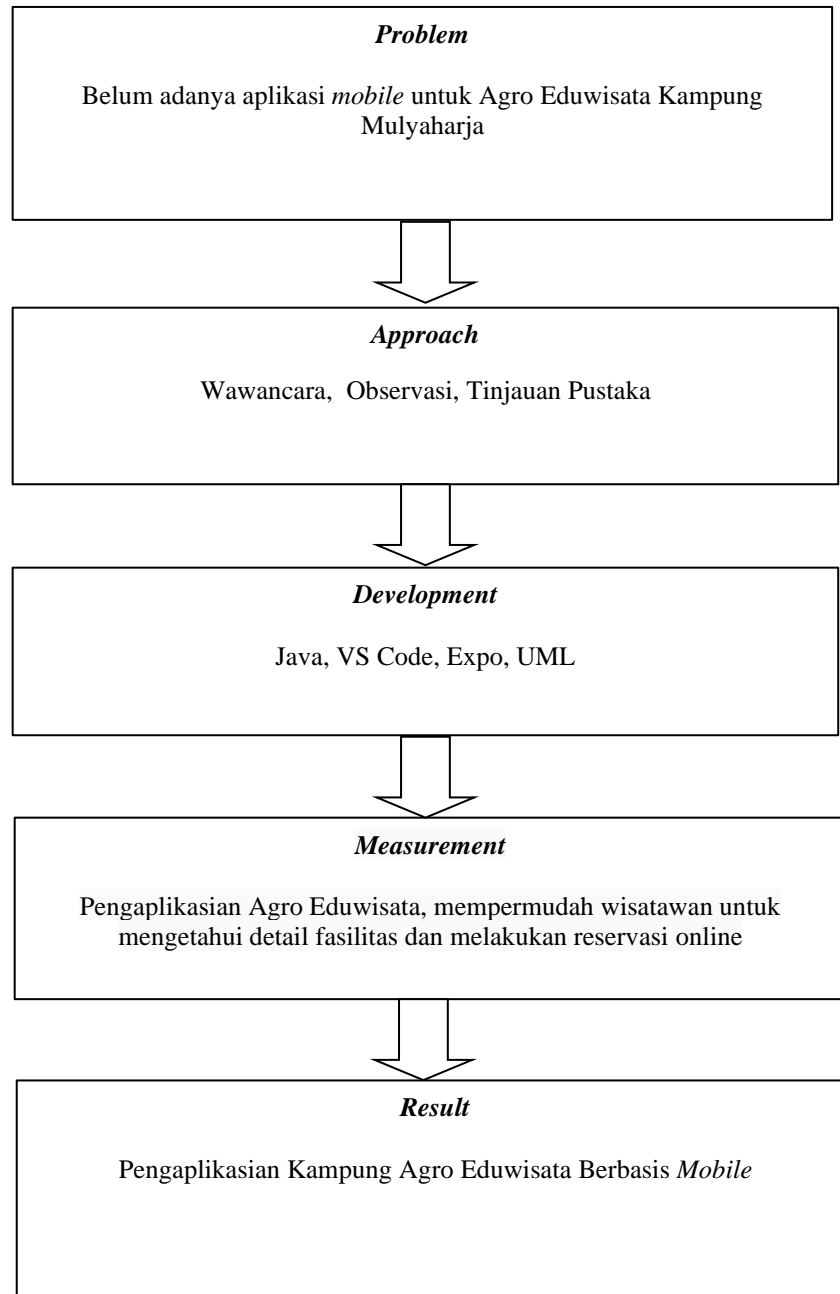 Problem
Belum adanya aplikasi mobile untuk Agro Eduwisata Kampung
Mulyaharja
Approach
Wawancara, Observasi, Tinjauan Pustaka
Development
Java, VS Code, Expo, UML
Measurement
Pengaplikasian Agro Eduwisata, mempermudah wisatawan untuk
mengetahui detail fasilitas dan melakukan reservasi online
Result
Pengaplikasian Kampung Agro Eduwisata Berbasis Mobile